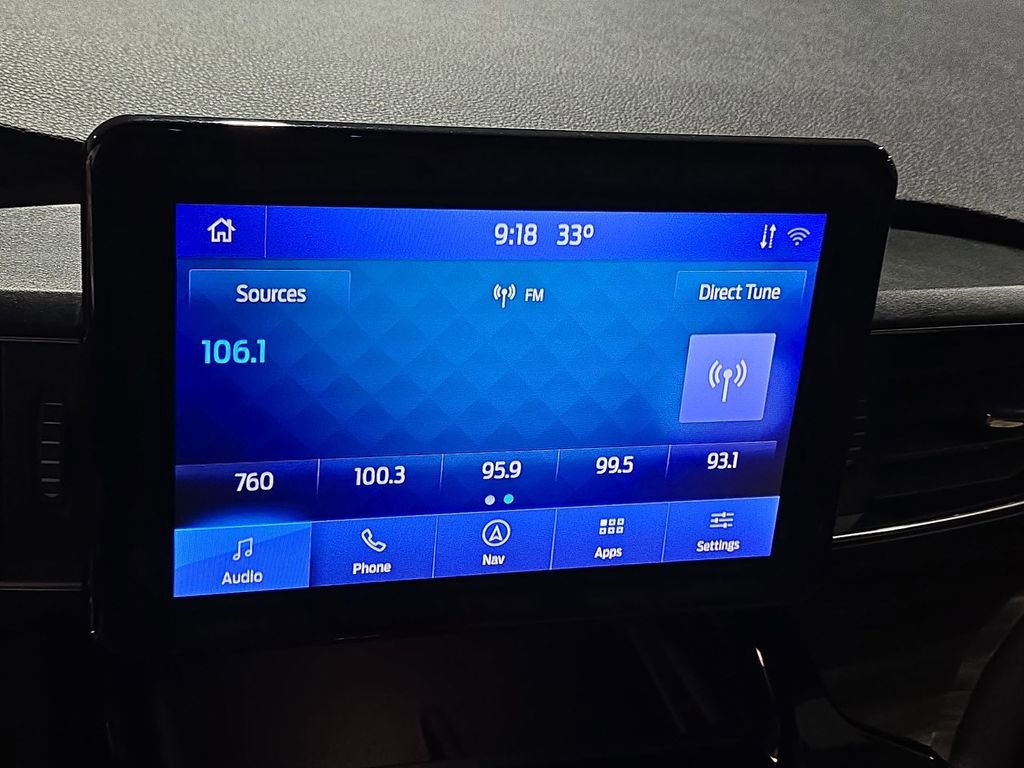 9:18 33º
Sources FM Direct Tune
106.1
760 100.3 95.9 99.5 93.1
Audio Phone Nav Apps Settings